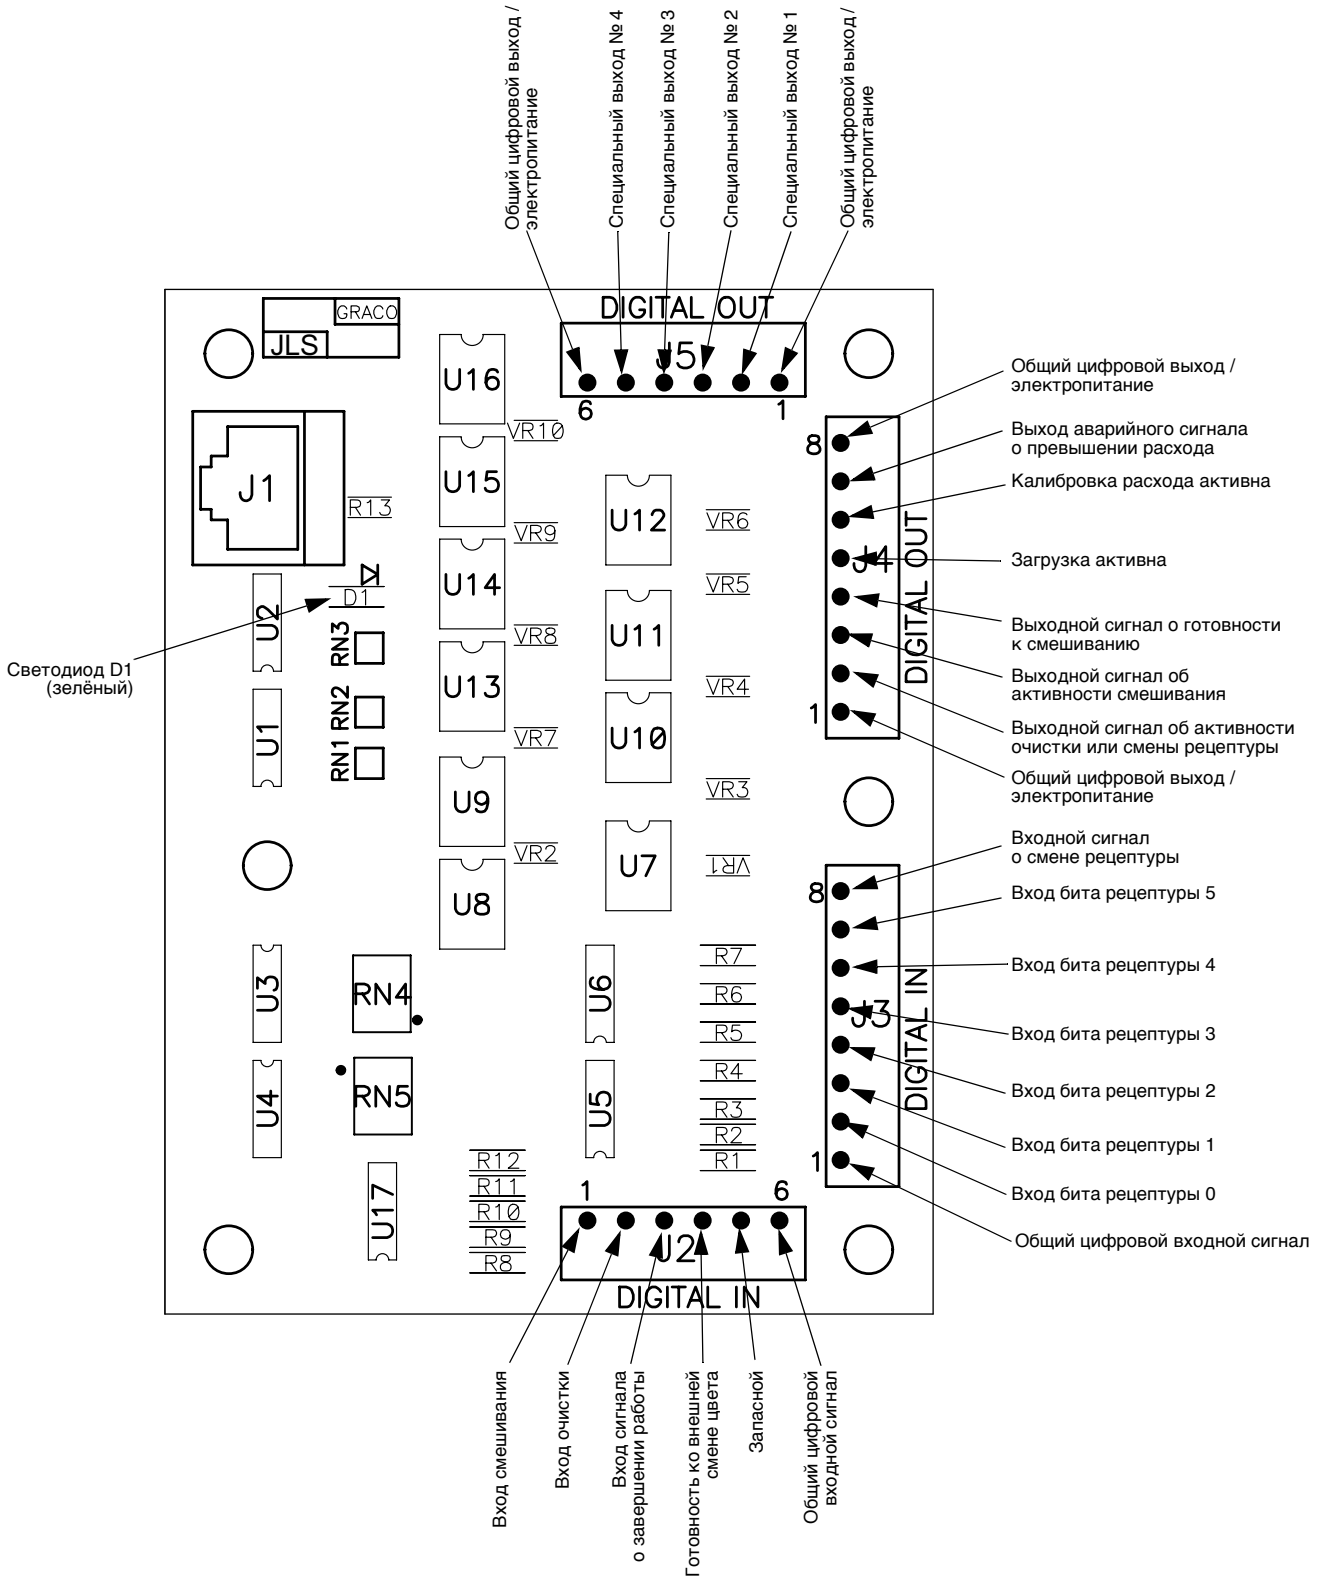 Общий цифровой выход /
электропитание
Специальный выход № 4
Специальный выход № 3
Специальный выход № 2
Специальный выход № 1
Общий цифровой выход /
электропитание
GRACO
JLS
DIGITAL OUT
J5
6
1
U16
VR10
U15
VR9
U14
VR8
U13
VR7
U9
VR2
U8
J1
R13
D1
U2
RN3
RN2
U1
RN1
Светодиод D1
(зелёный)
U12
VR6
VR5
U11
VR4
U10
VR3
U7
VR1
8
J4
DIGITAL OUT
1
Общий цифровой выход /
электропитание
Выход аварийного сигнала
о превышении расхода
Калибровка расхода активна
Загрузка активна
Выходной сигнал о готовности
к смешиванию
Выходной сигнал об
активности смешивания
Выходной сигнал об активности
очистки или смены рецептуры
Общий цифровой выход /
электропитание
8
J3
DIGITAL IN
1
Входной сигнал
о смене рецептуры
Вход бита рецептуры 5
Вход бита рецептуры 4
Вход бита рецептуры 3
Вход бита рецептуры 2
Вход бита рецептуры 1
Вход бита рецептуры 0
Общий цифровой входной сигнал
U3
RN4
U6
R7
R6
R5
R4
R3
R2
R1
U4
RN5
U5
U17
R12
R11
R10
R9
R8
1
6
J2
DIGITAL IN
Вход смешивания
Вход очистки
Вход сигнала
о завершении работы
Готовность ко внешней
смене цвета
Запасной
Общий цифровой
входной сигнал